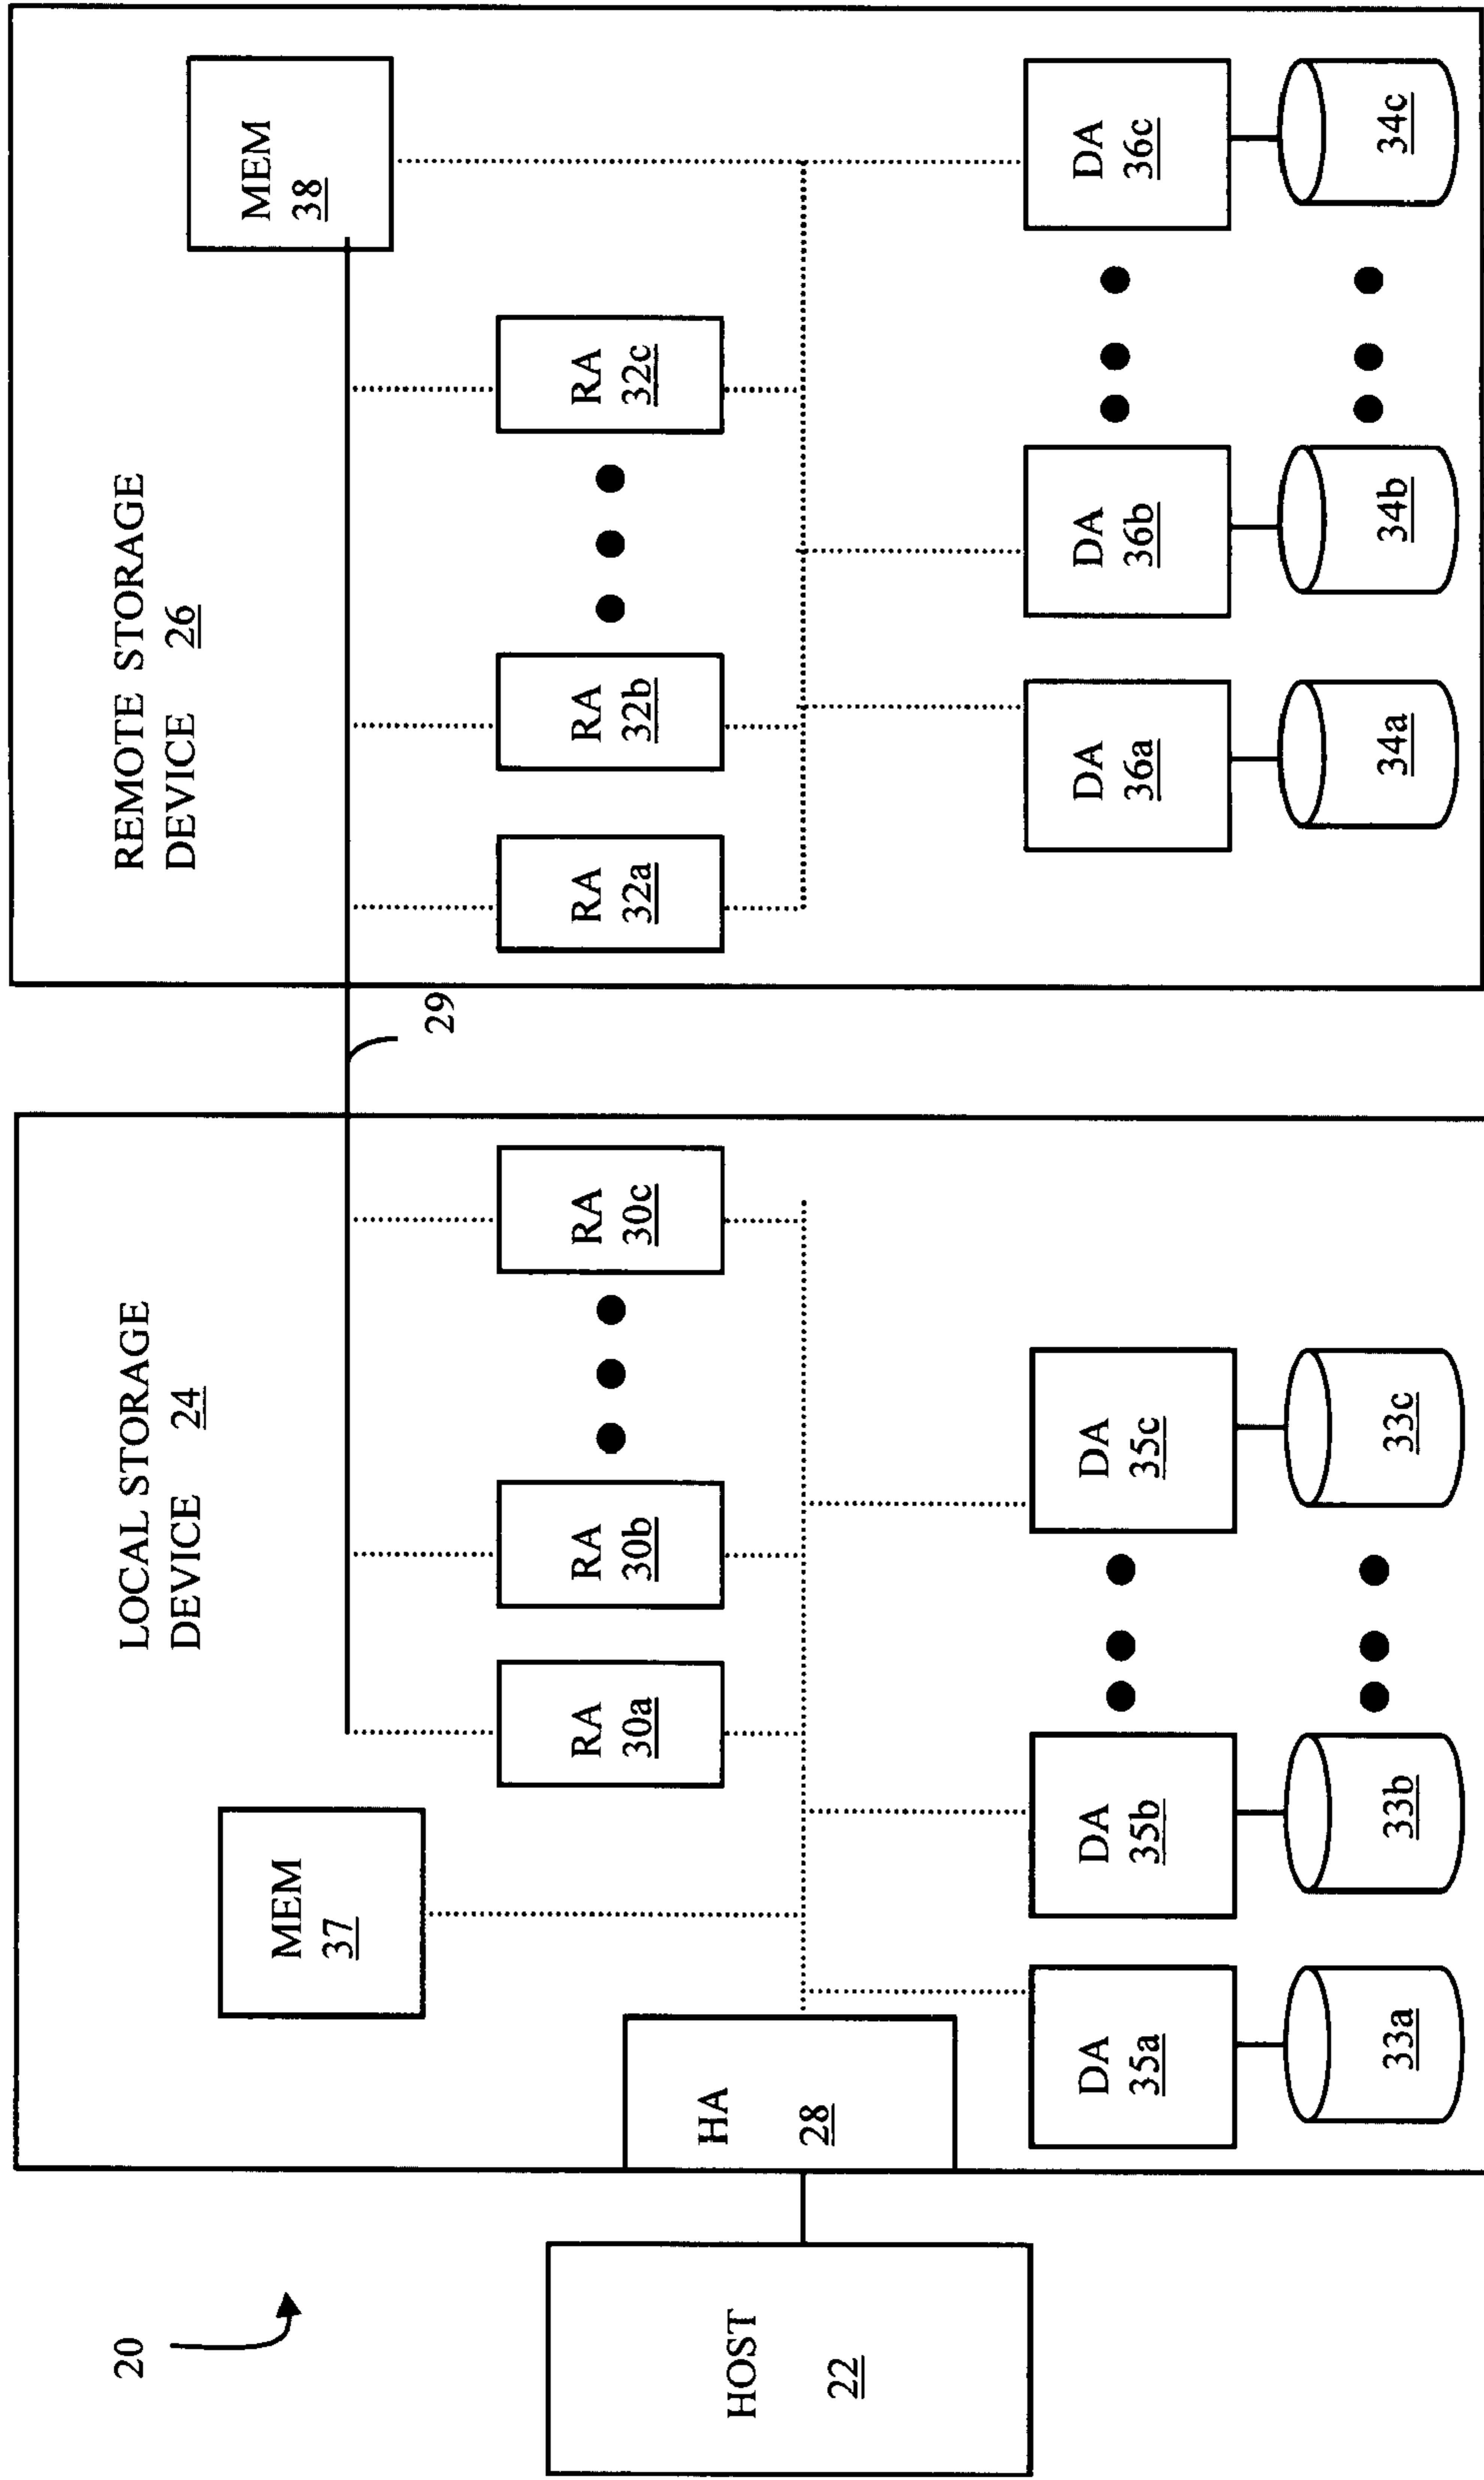 20
HOST
22
LOCAL STORAGE
DEVICE 24
MEM
37
HA
28
RA
30a
RA
30b
RA
30c
DA
35a
DA
35b
DA
35c
33a
33b
33c
29
REMOTE STORAGE
DEVICE 26
MEM
38
RA
32a
RA
32b
RA
32c
DA
36a
DA
36b
DA
36c
34a
34b
34c